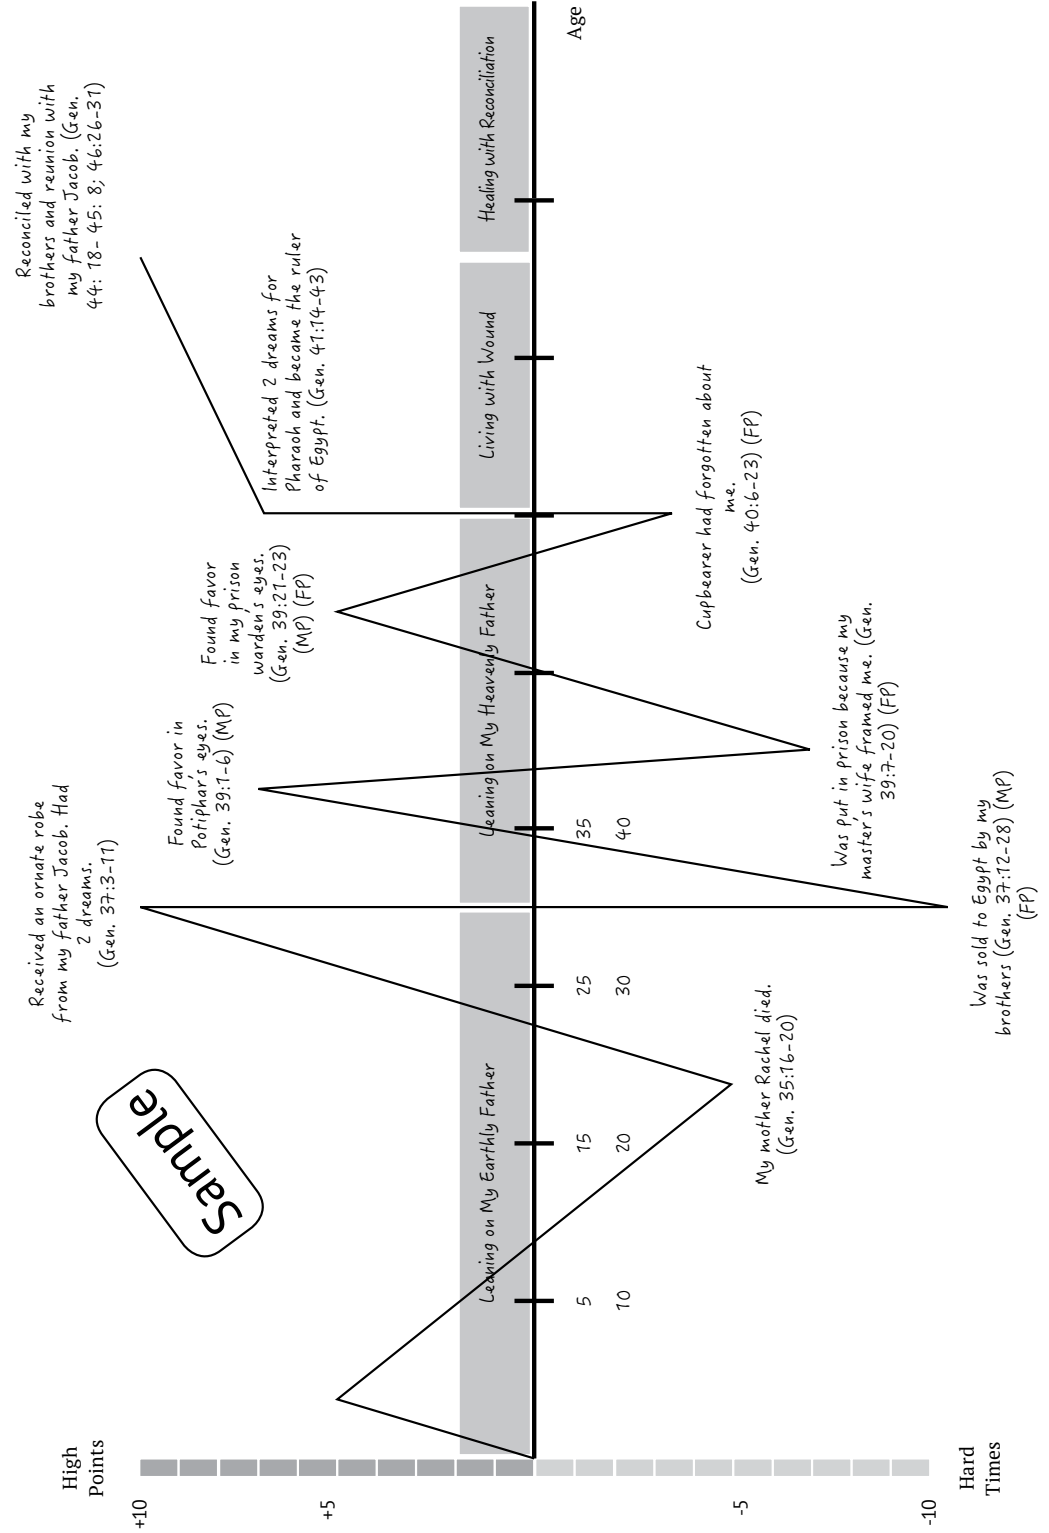 High
Points
+10
+5
-5
-10
Hard
Times
Sample
Received an ornate robe
from my father Jacob. Had
2 dreams.
(Gen. 37:3-11)
Found favor in
Potiphar's eyes.
(Gen. 39:1-6) (MP)
Found favor
in my prison
warden's eyes.
(Gen. 39:21-23)
(MP) (FP)
Interpreted 2 dreams for
Pharaoh and became the ruler
of Egypt. (Gen. 41:14-43)
Reconciled with my
brothers and reunion with
my father Jacob. (Gen.
44: 18- 45: 8; 46:26-31)
Leaning on My Earthly Father
Leaning on My Heavenly Father
Living with Wound
Healing with Reconciliation
Age
5
15
25
35
10
20
30
40
My mother Rachel died.
(Gen. 35:16-20)
Was sold to Egypt by my
brothers (Gen. 37:12-28) (MP)
(FP)
Was put in prison because my
master's wife framed me. (Gen.
39:7-20) (FP)
Cupbearer had forgotten about
me.
(Gen. 40:6-23) (FP)